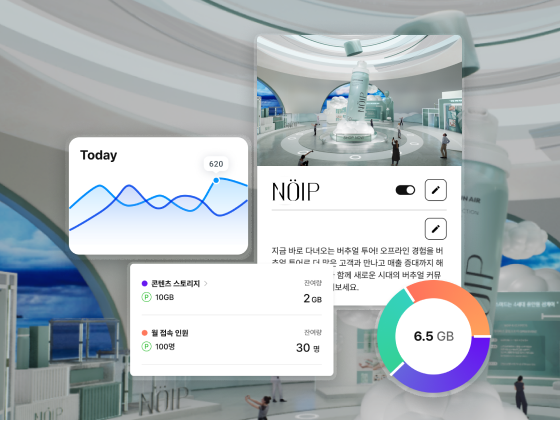 NÖIP
Today
620
NÖIP
지금 바로 다녀오는 버추얼 투어! 오프라인 경험을 버
추얼 투어로 더 많은 고객과 만나고 매출 증대까지 해
함께 새로운 시대의 버추얼 커뮤
보세요.
콘텐츠 스토리지 >
잔여량
P 10GB
2 GB
월 접속 인원
잔여량
P 100명
30 명
6.5 GB
ON AIR
NÖIP